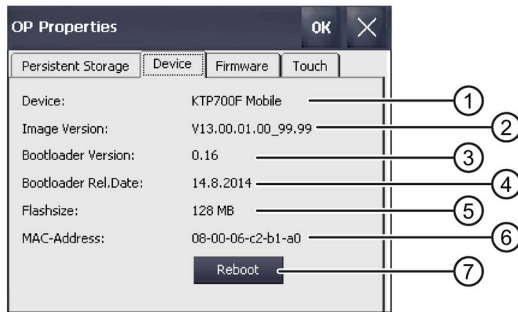 OP Properties OK
Persistent Storage Device Firmware Touch
Device: KTP700F Mobile 1
Image Version: V13.00.01.00_99.99 2
Bootloader Version: 0.16 3
Bootloader Rel.Date: 14.8.2014 4
Flashsize: 128 MB 5
MAC-Address: 08-00-06-c2-b1-a0 6
Reboot 7